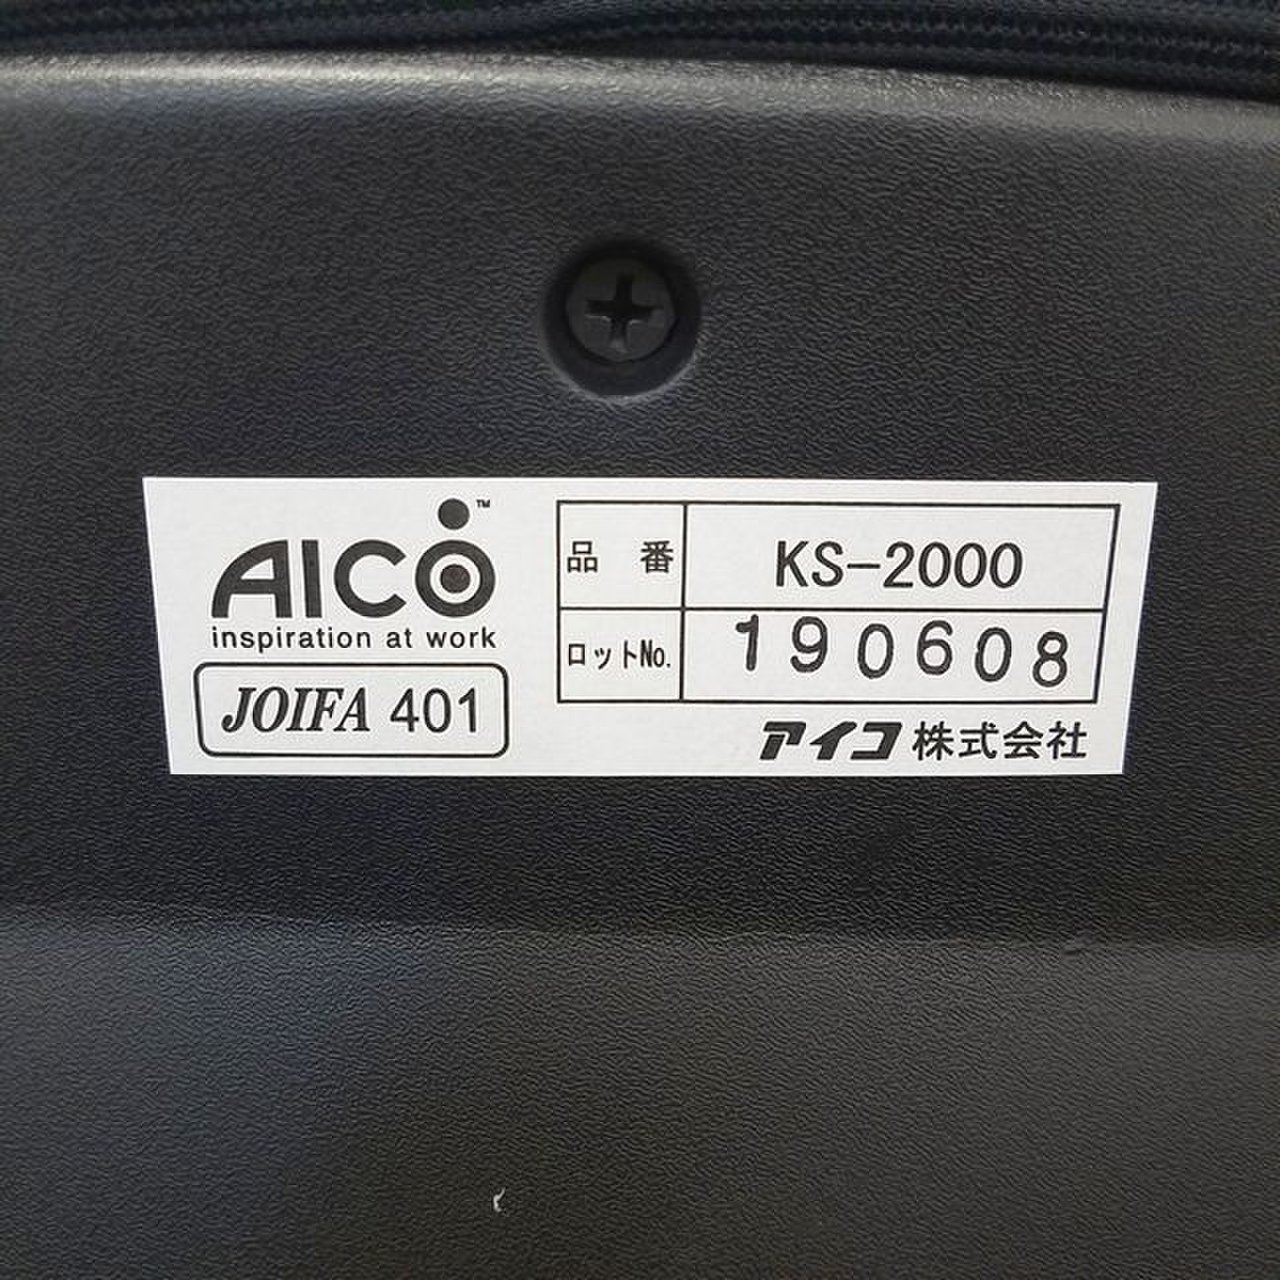 AICO™
inspiration at work
JOIFA 401
品番 KS-2000
ロットNo. 190608
アイコ株式会社